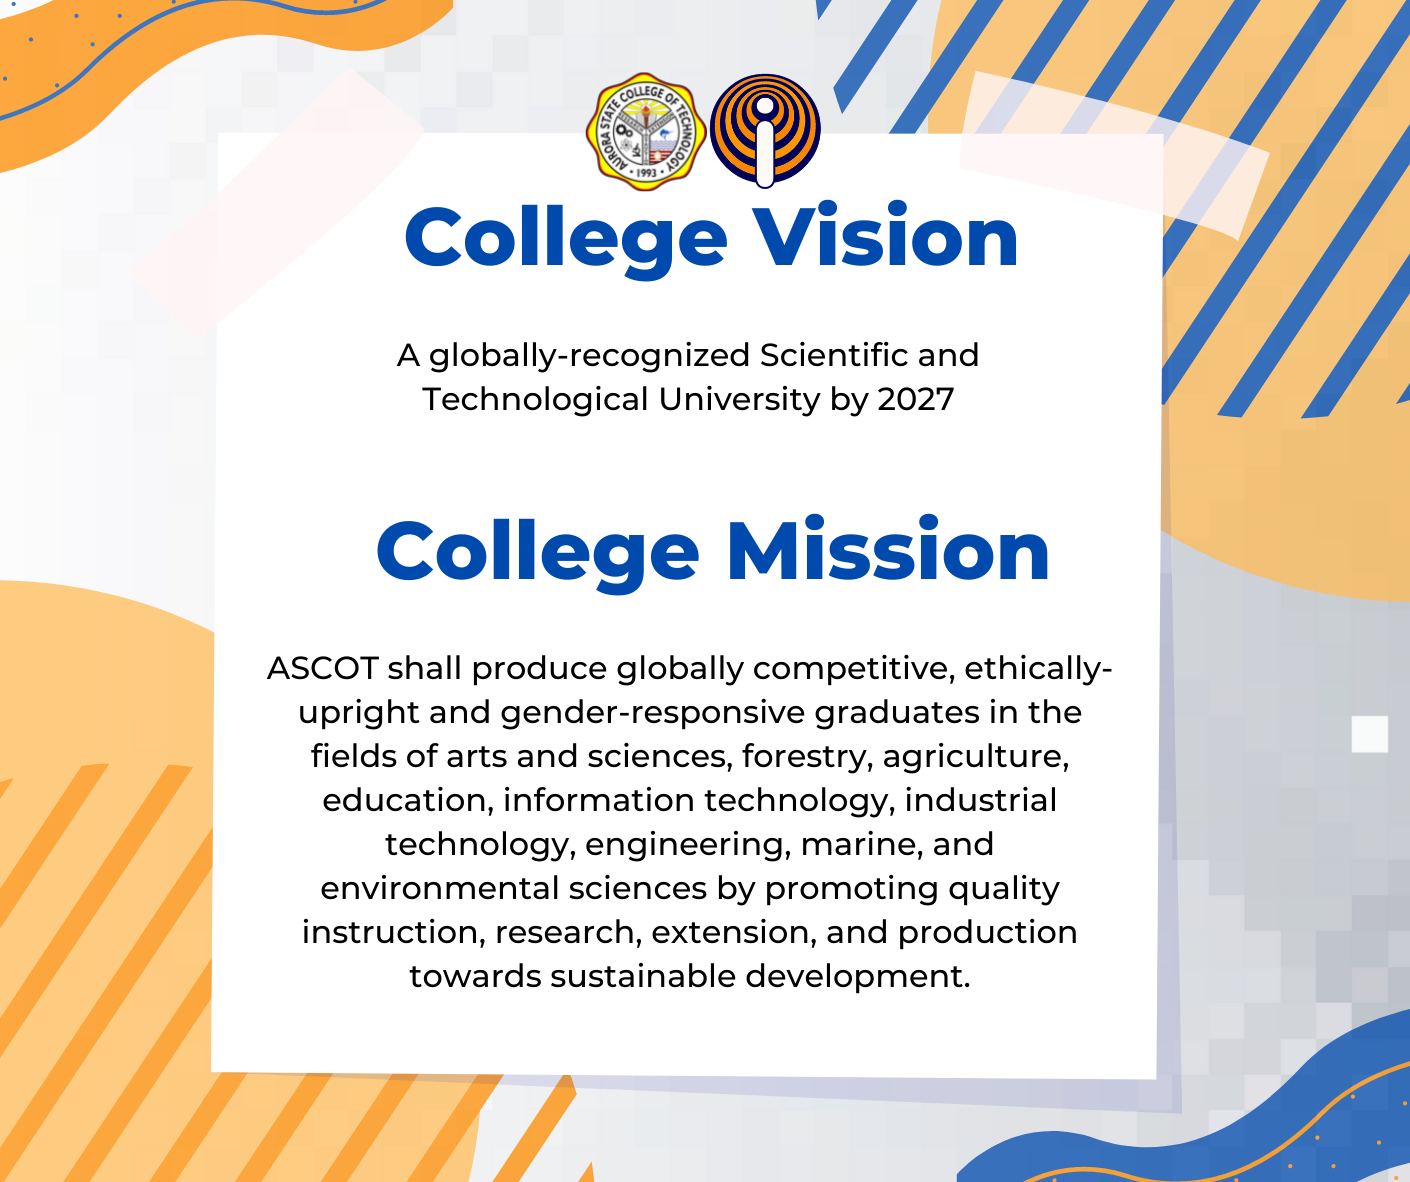 AURORA STATE COLLEGE OF TECHNOLOGY
• 1993 •
College Vision
A globally-recognized Scientific and
Technological University by 2027
College Mission
ASCOT shall produce globally competitive, ethically-
upright and gender-responsive graduates in the
fields of arts and sciences, forestry, agriculture,
education, information technology, industrial
technology, engineering, marine, and
environmental sciences by promoting quality
instruction, research, extension, and production
towards sustainable development.